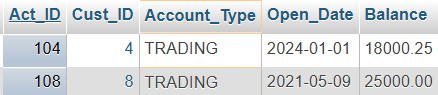 Act_ID Cust_ID Account_Type Open_Date Balance
104 4 TRADING 2024-01-01 18000.25
108 8 TRADING 2021-05-09 25000.00